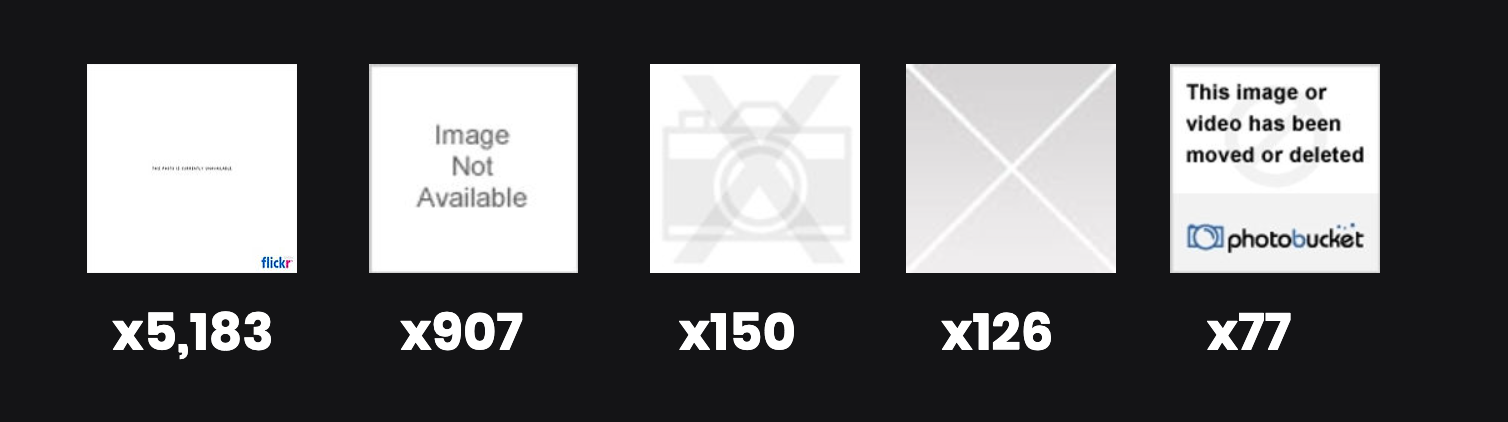 THIS PHOTO IS CURRENTLY UNAVAILABLE
flickr
x5,183
Image
Not
Available
x907
x150
x126
This image or
video has been
moved or deleted
photobucket
x77